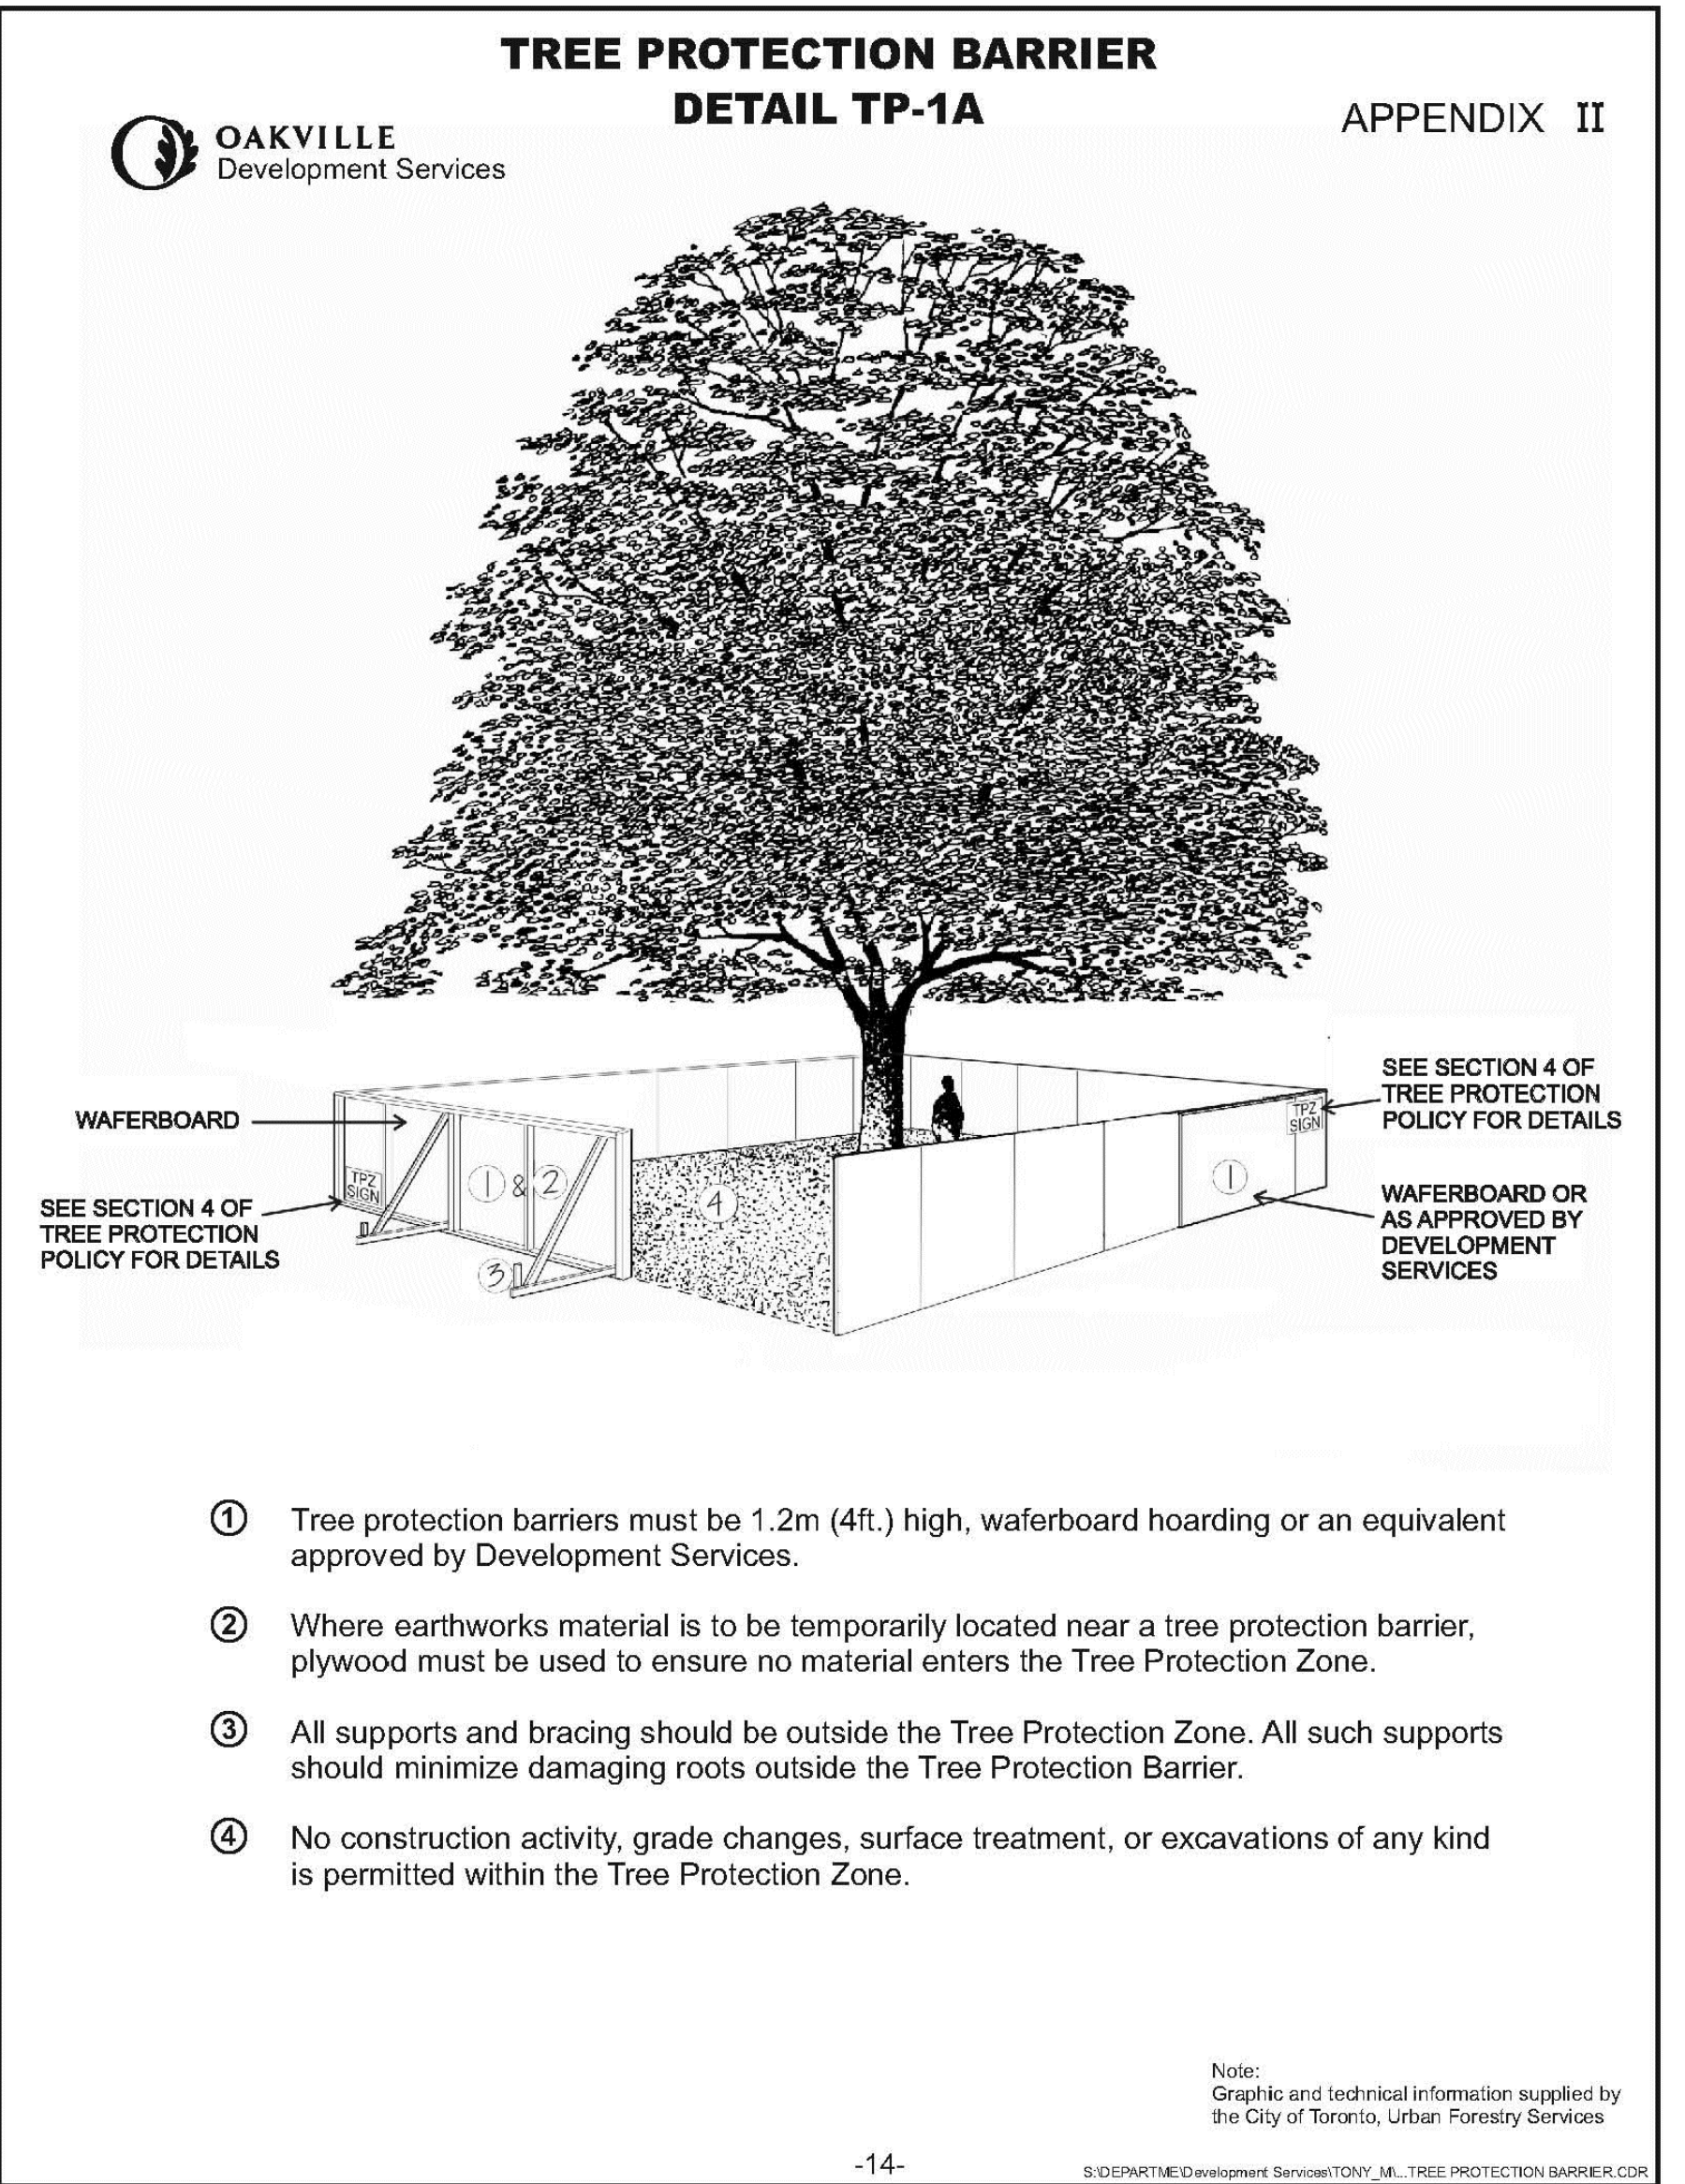 TREE PROTECTION BARRIER
DETAIL TP-1A
APPENDIX II
OAKVILLE
Development Services
SEE SECTION 4 OF
TREE PROTECTION
POLICY FOR DETAILS
WAFERBOARD
TPZ
SIGN
TPZ
SIGN
1 & 2
1
4
3
SEE SECTION 4 OF
TREE PROTECTION
POLICY FOR DETAILS
WAFERBOARD OR
AS APPROVED BY
DEVELOPMENT
SERVICES
1 Tree protection barriers must be 1.2m (4ft.) high, waferboard hoarding or an equivalent
approved by Development Services.
2 Where earthworks material is to be temporarily located near a tree protection barrier,
plywood must be used to ensure no material enters the Tree Protection Zone.
3 All supports and bracing should be outside the Tree Protection Zone. All such supports
should minimize damaging roots outside the Tree Protection Barrier.
4 No construction activity, grade changes, surface treatment, or excavations of any kind
is permitted within the Tree Protection Zone.
Note:
Graphic and technical information supplied by
the City of Toronto, Urban Forestry Services
-14-
S:\DEPARTME\Development Services\TONY_M\...TREE PROTECTION BARRIER.CDR